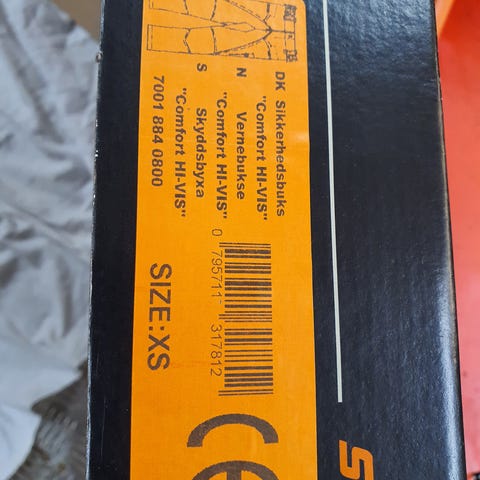 DK Sikkerhedsbuks
"Comfort HI-VIS"
N Vernebukse
"Comfort HI-VIS"
S Skyddsbyxa
"Comfort HI-VIS"
7001 884 0800
0 795711 317812
SIZE:XS
CE
S